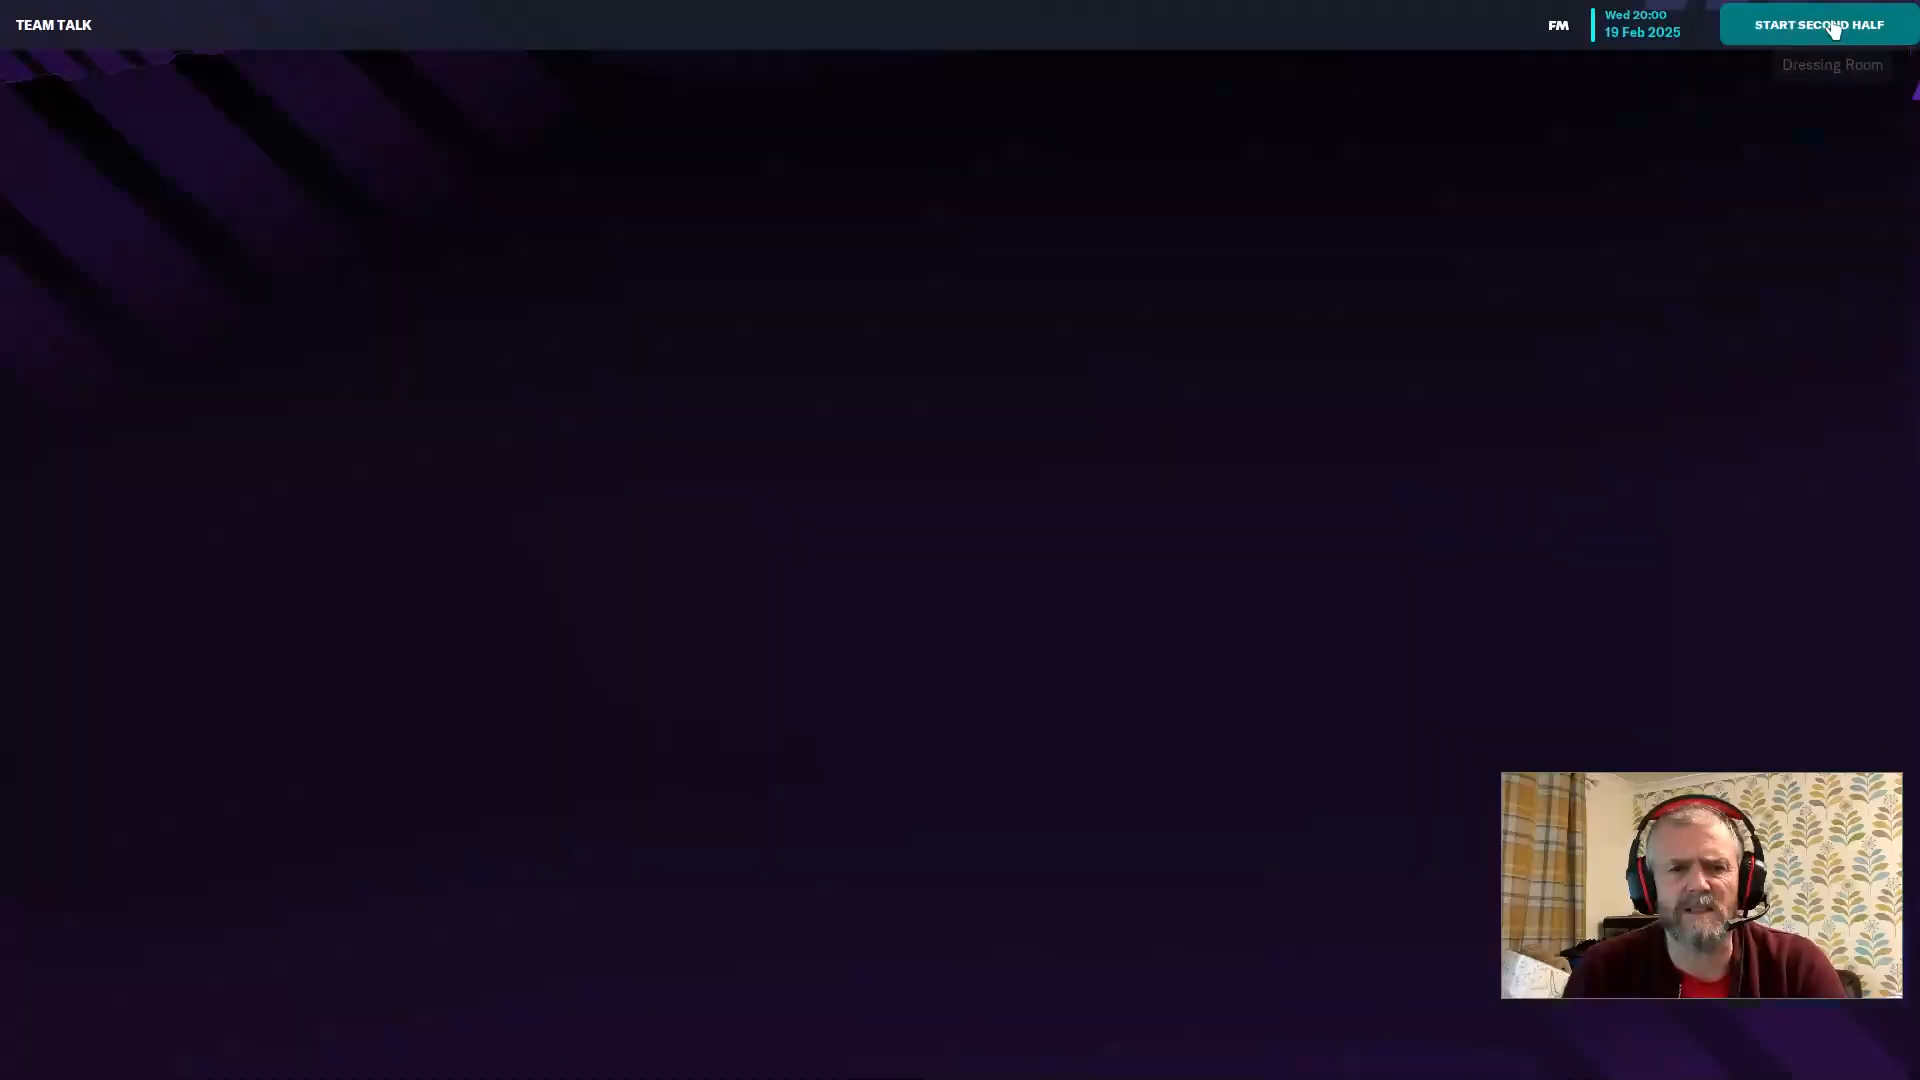 TEAM TALK
FM
Wed 20:00
19 Feb 2025
START SECOND HALF
Dressing Room